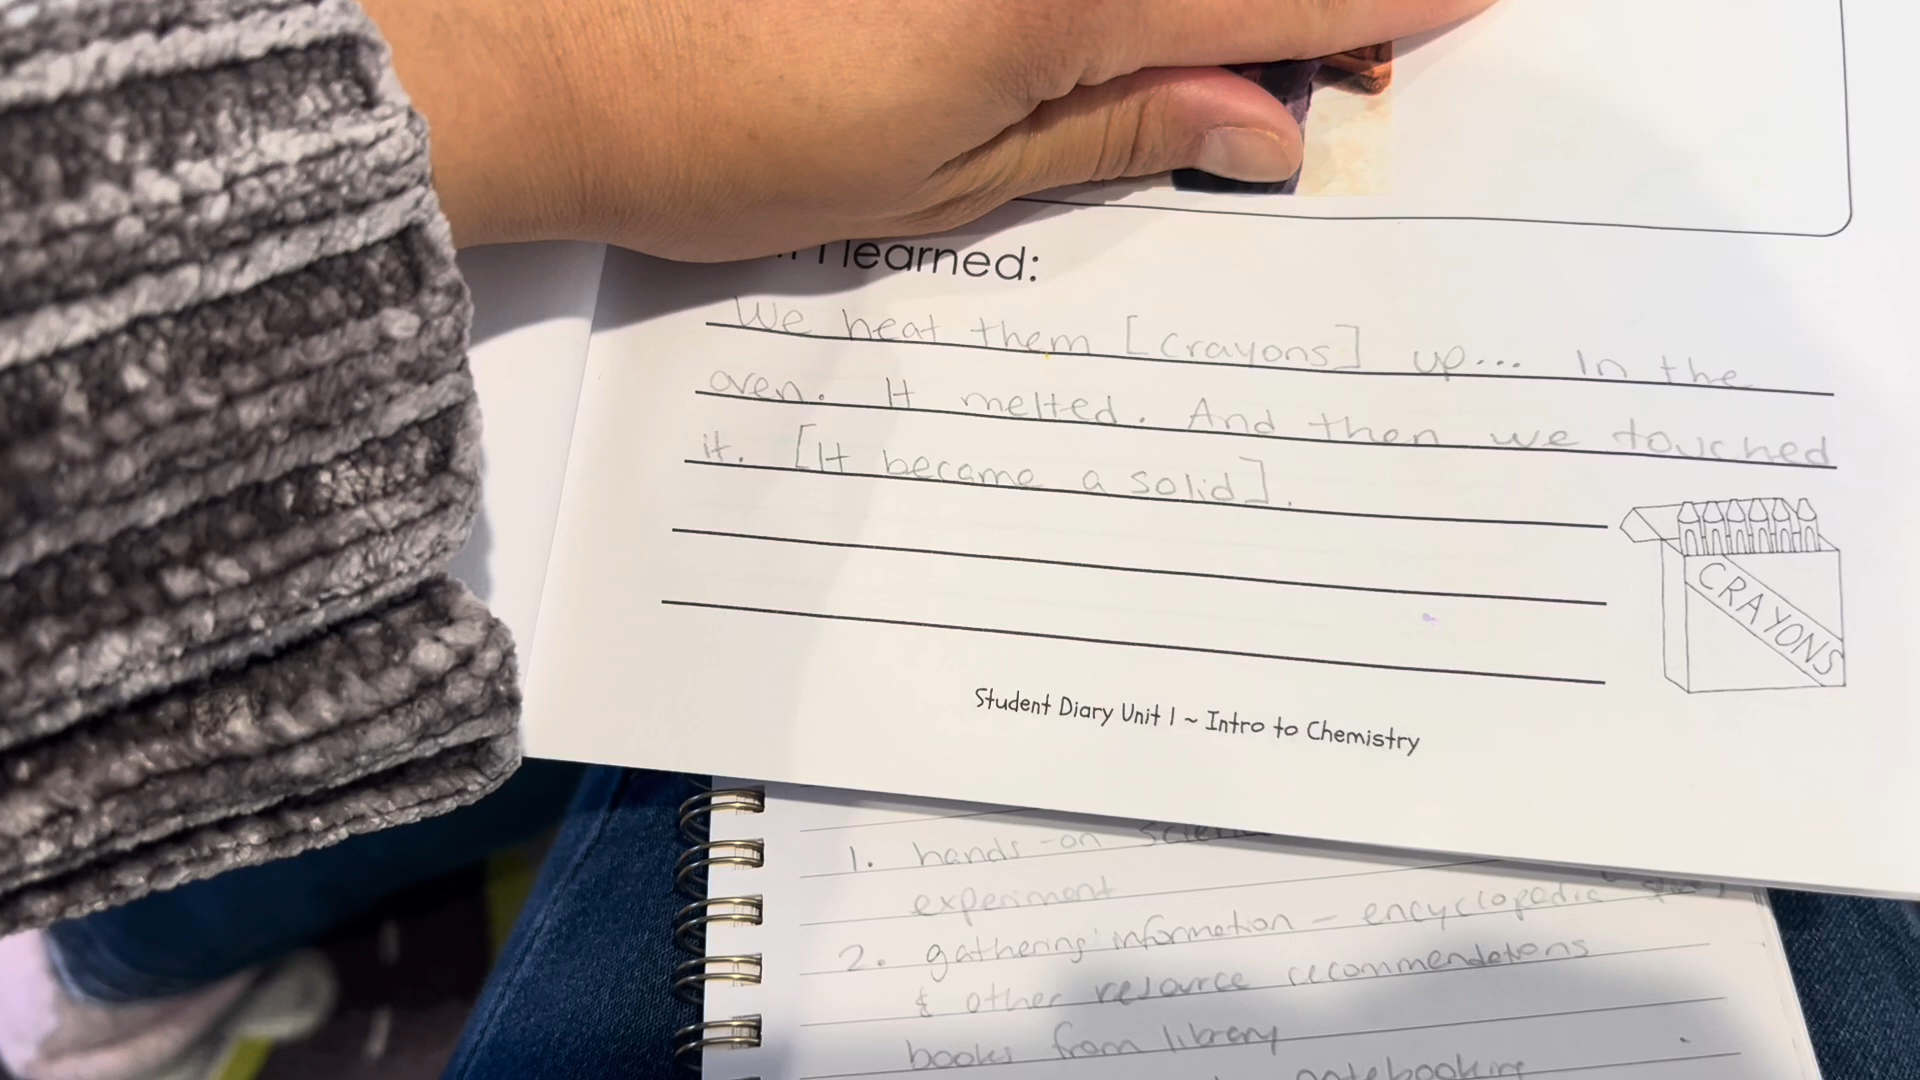 I learned:
We heat them [crayons] up... In the
oven. It melted. And then we touched
it. [It became a solid].
CRAYONS
Student Diary Unit 1 ~ Intro to Chemistry
1. hands-on
experiment
2. gathering information - encyclopedia
& other resource recommendations
books from library
notebooking